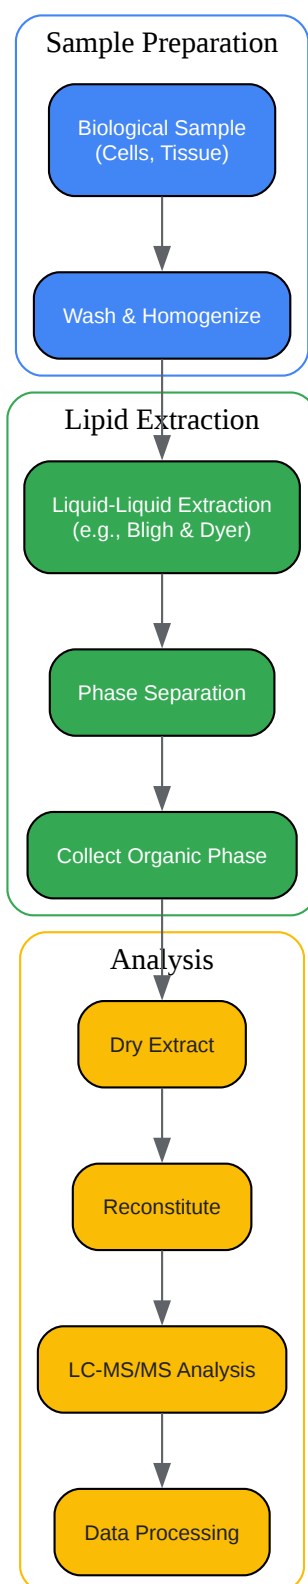 Sample Preparation
Biological Sample
(Cells, Tissue)
Wash & Homogenize
Lipid Extraction
Liquid-Liquid Extraction
(e.g., Bligh & Dyer)
Phase Separation
Collect Organic Phase
Analysis
Dry Extract
Reconstitute
LC-MS/MS Analysis
Data Processing